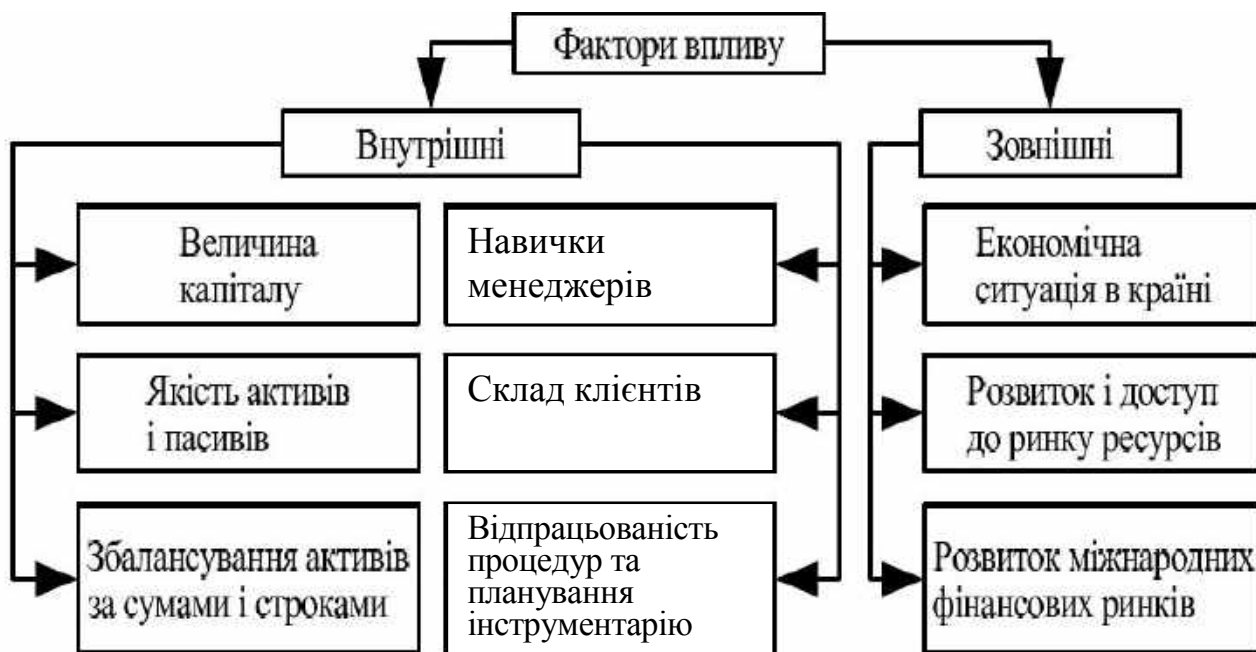 Фактори впливу
Внутрішні
Зовнішні
Величина
капіталу
Навички
менеджерів
Економічна
ситуація в країні
Якість активів
і пасивів
Склад клієнтів
Розвиток і доступ
до ринку ресурсів
Збалансування активів
за сумами і строками
Відпрацьованість
процедур та
планування
інструментарію
Розвиток міжнародних
фінансових ринків